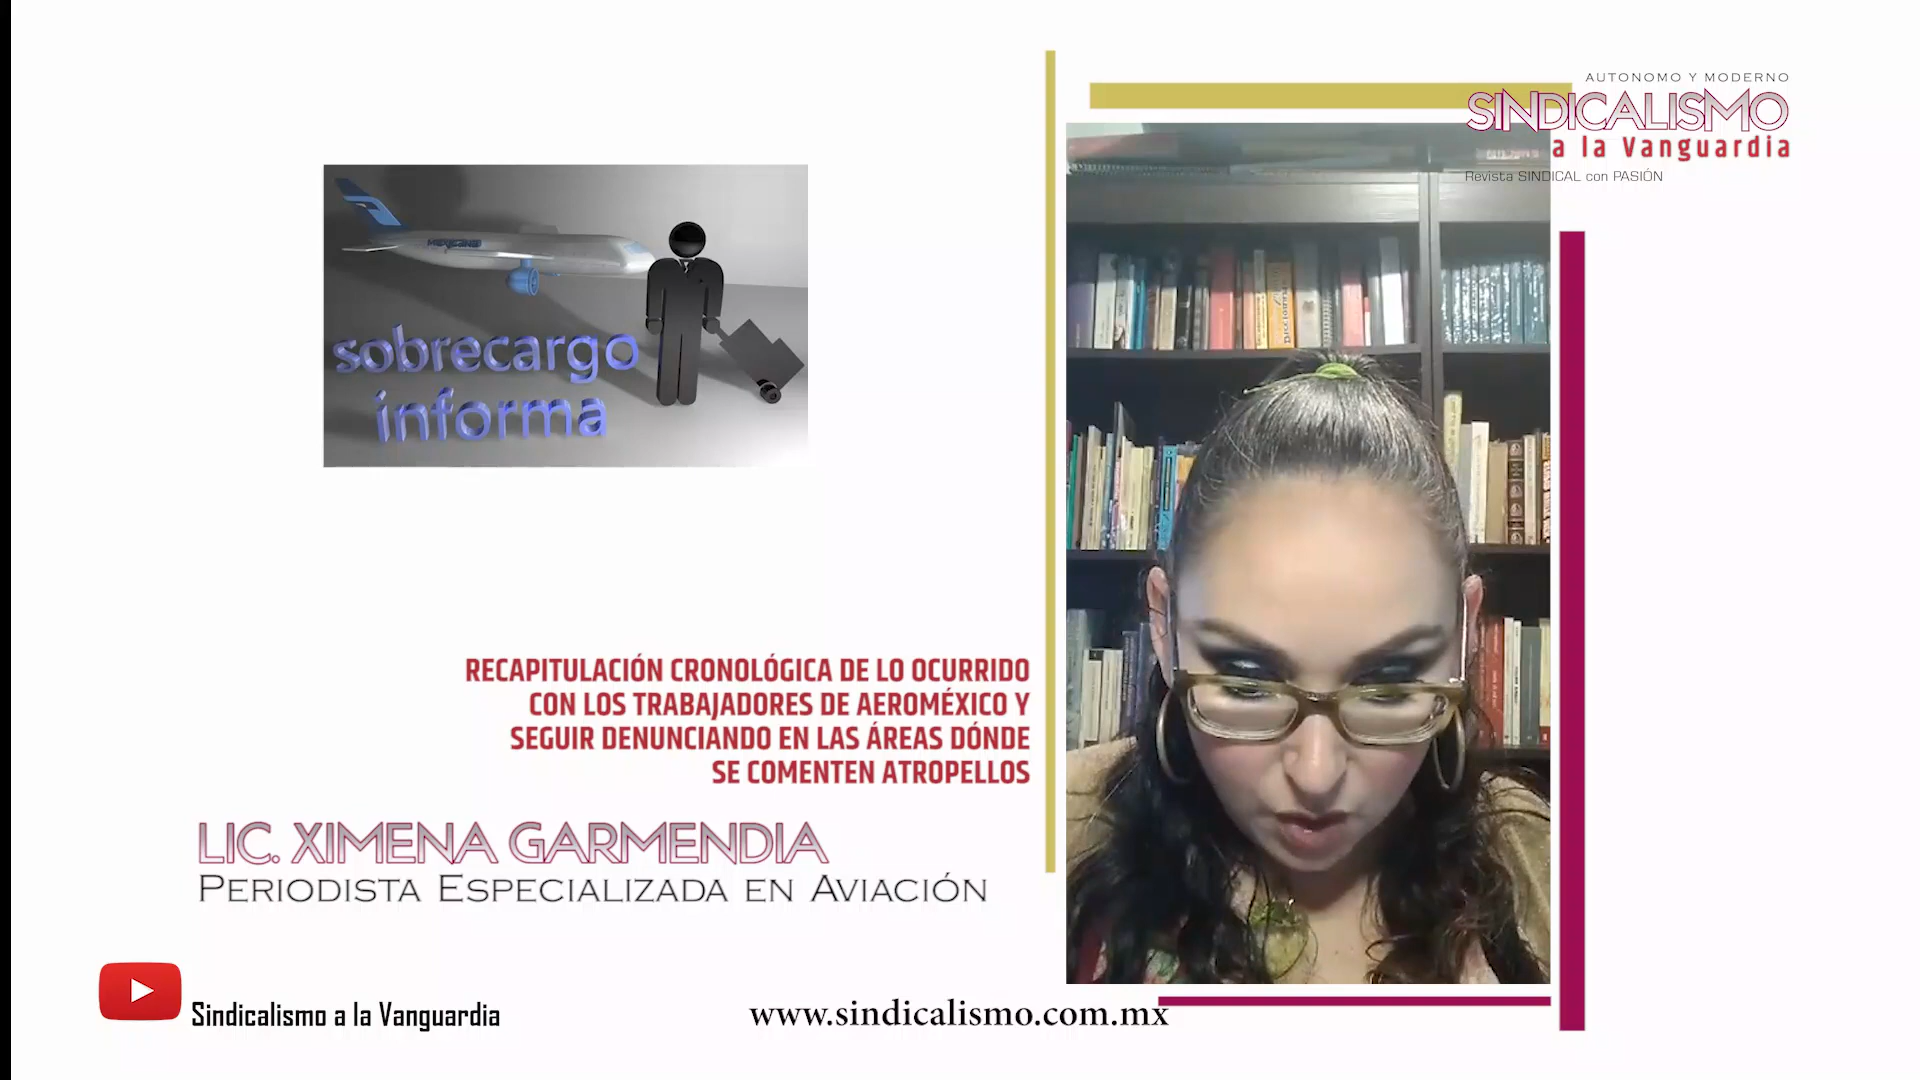 AUTONOMO Y MODERNO
SINDICALISMO
a la Vanguardia
Revista SINDICAL con PASIÓN
MEXICANA
sobrecargo
informa
RECAPITULACIÓN CRONOLÓGICA DE LO OCURRIDO
CON LOS TRABAJADORES DE AEROMÉXICO Y
SEGUIR DENUNCIANDO EN LAS ÁREAS DÓNDE
SE COMENTEN ATROPELLOS
LIC. XIMENA GARMENDIA
PERIODISTA ESPECIALIZADA EN AVIACIÓN
Sindicalismo a la Vanguardia
www.sindicalismo.com.mx